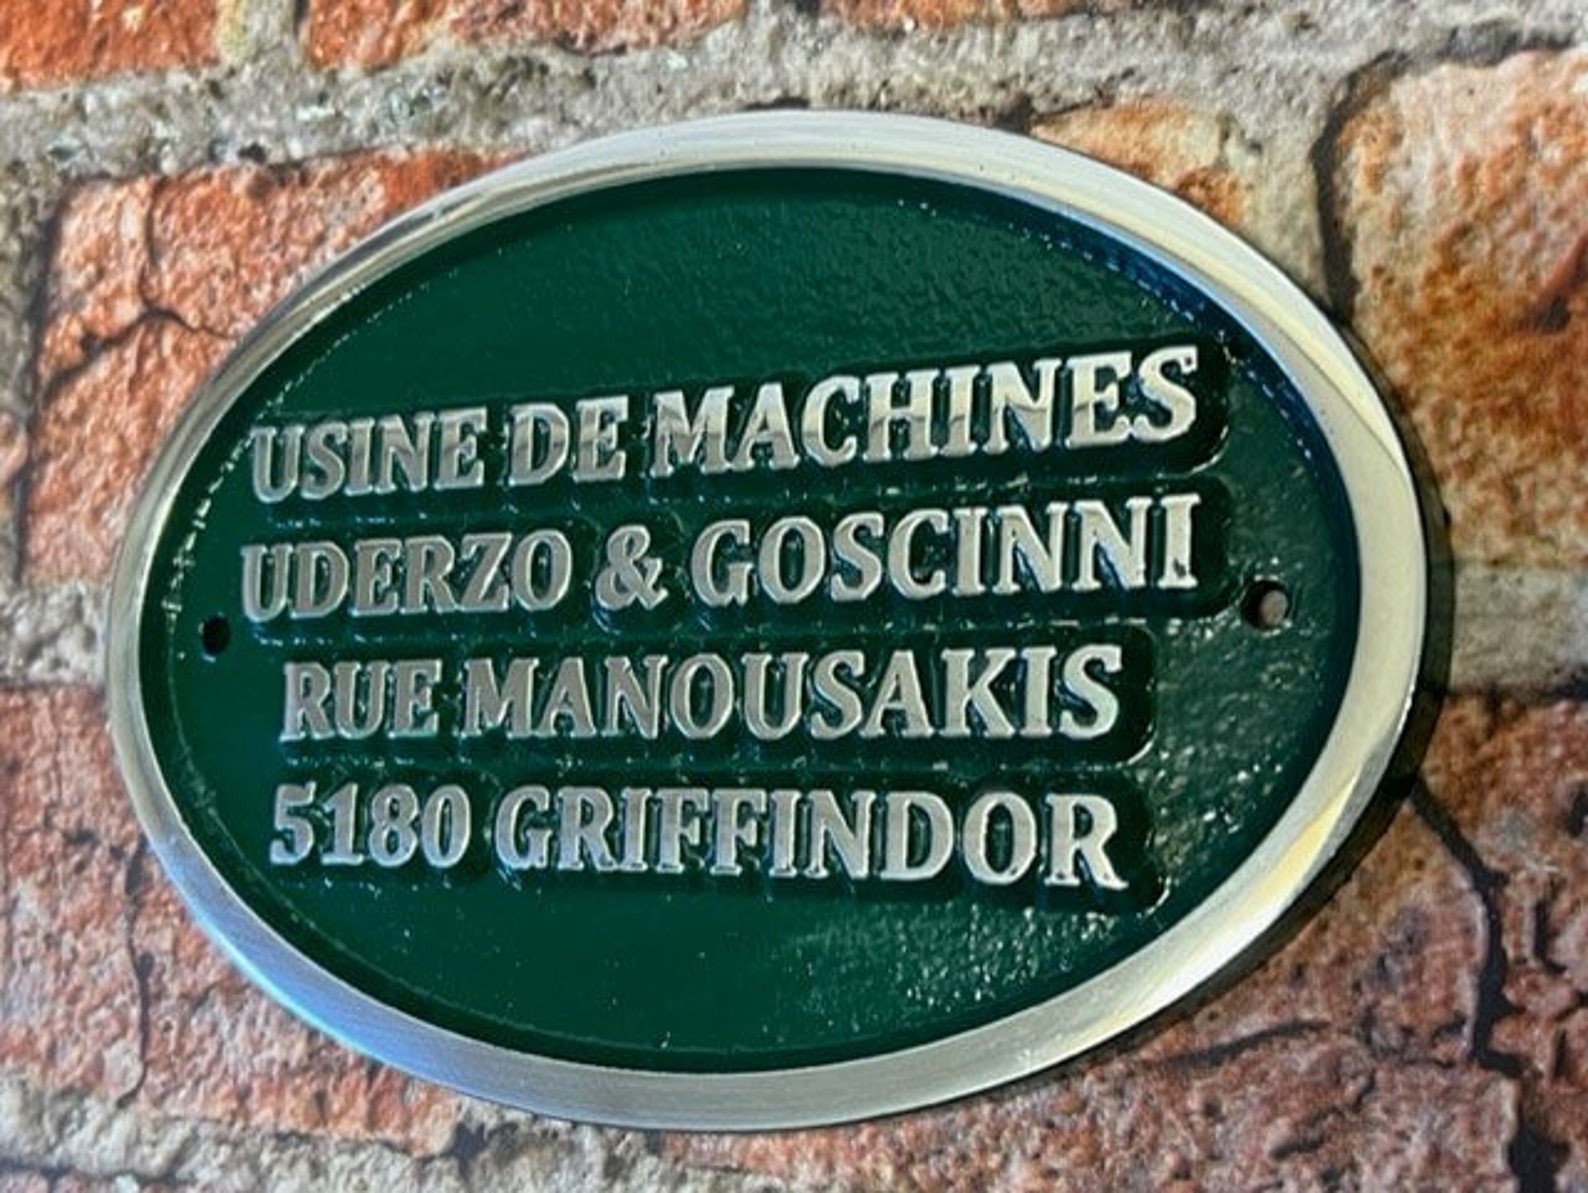 USINE DE MACHINES
UDERZO & GOSCINNI
RUE MANOUSAKIS
5180 GRIFFINDOR